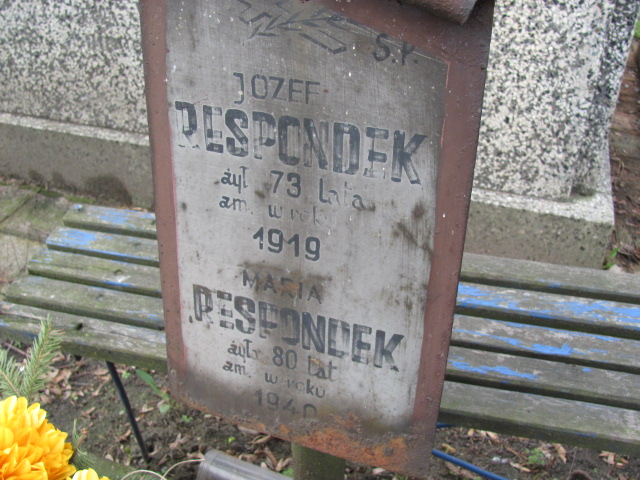 Ś.P.
JÓZEF
RESPONDEK
żył 73 lata
zm. w roku
1919
MARIA
RESPONDEK
żyła 80 lat
zm. w roku
1940